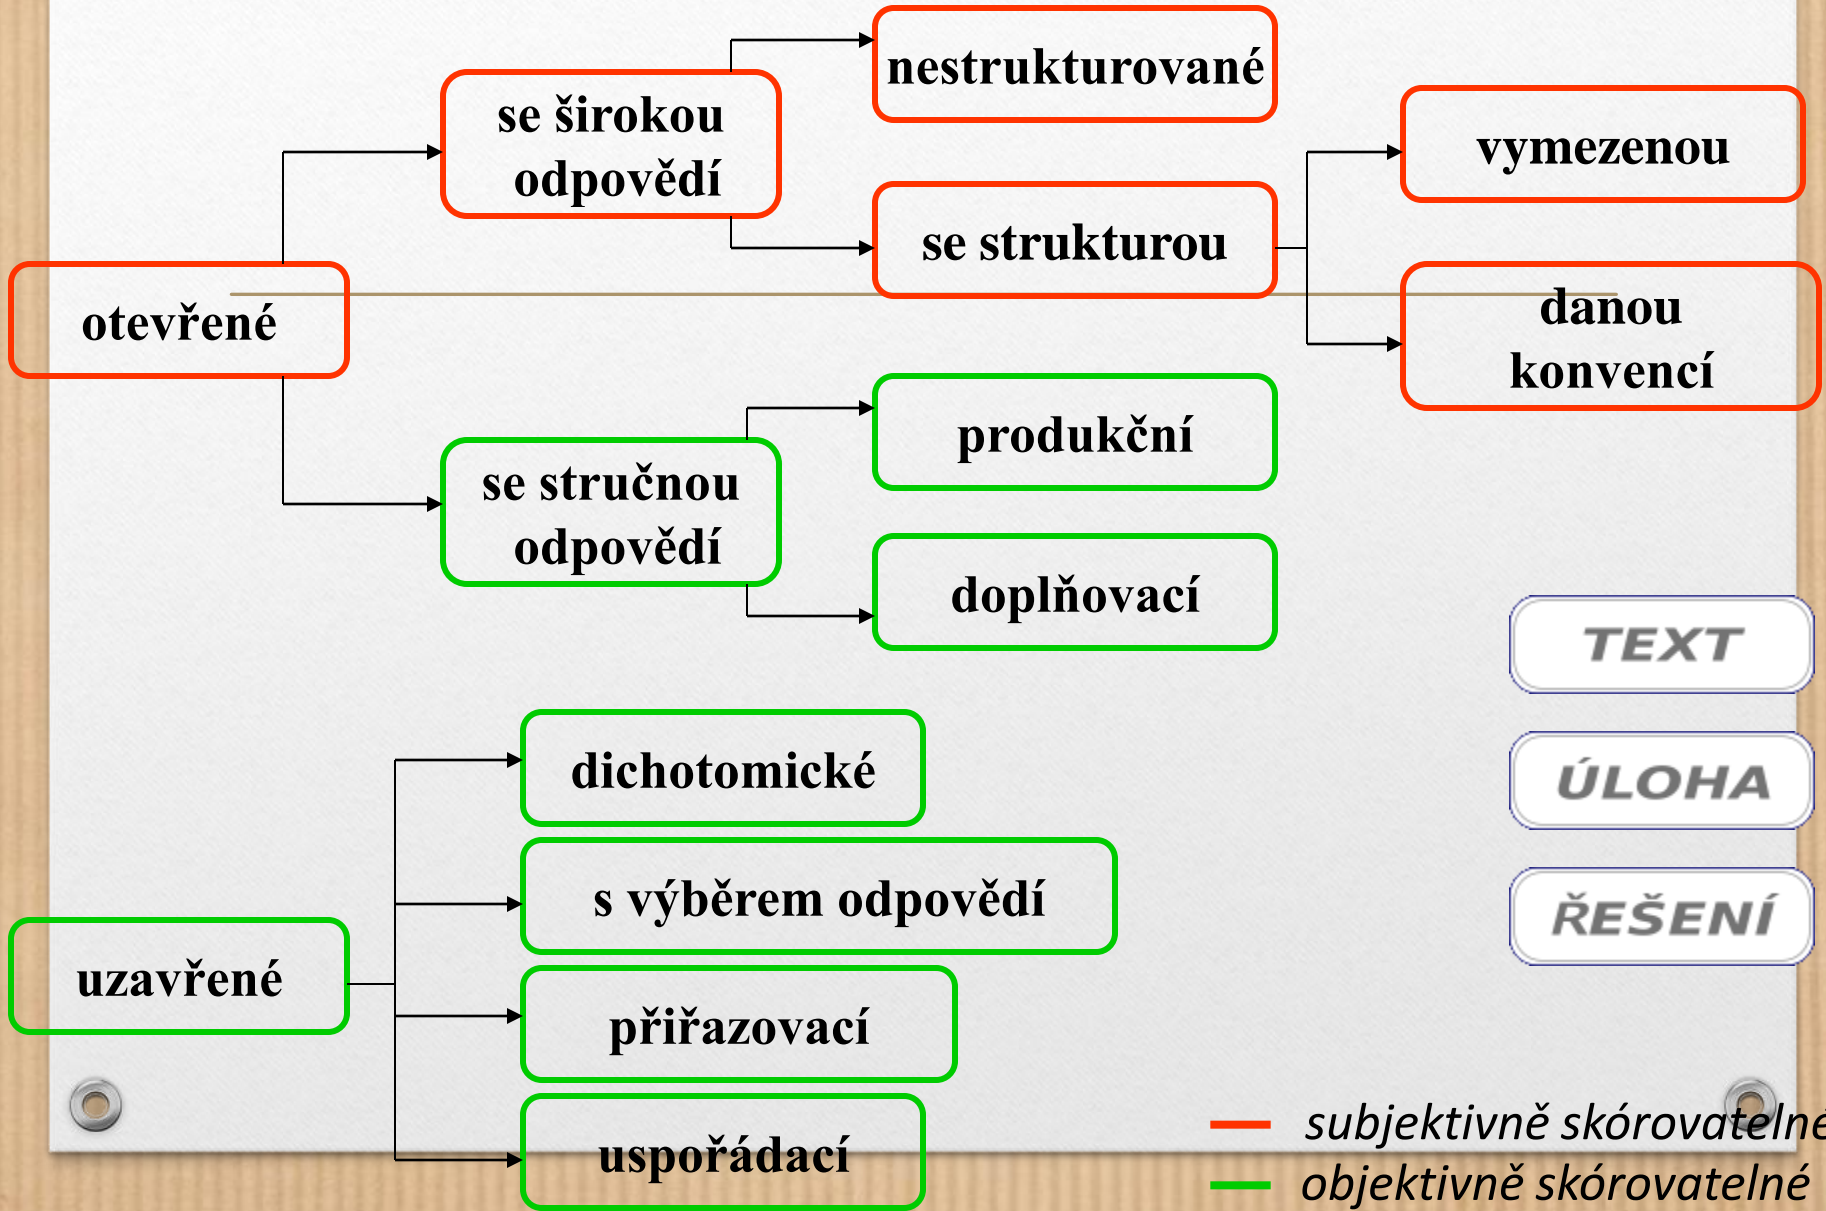 nestrukturované
se širokou
odpovědí
vymezenou
se strukturou
otevřené
danou
konvencí
produkční
se stručnou
odpovědí
doplňovací
TEXT
dichotomické
ÚLOHA
s výběrem odpovědí
ŘEŠENÍ
uzavřené
přiřazovací
uspořádací
subjektivně skórovatelné
objektivně skórovatelné